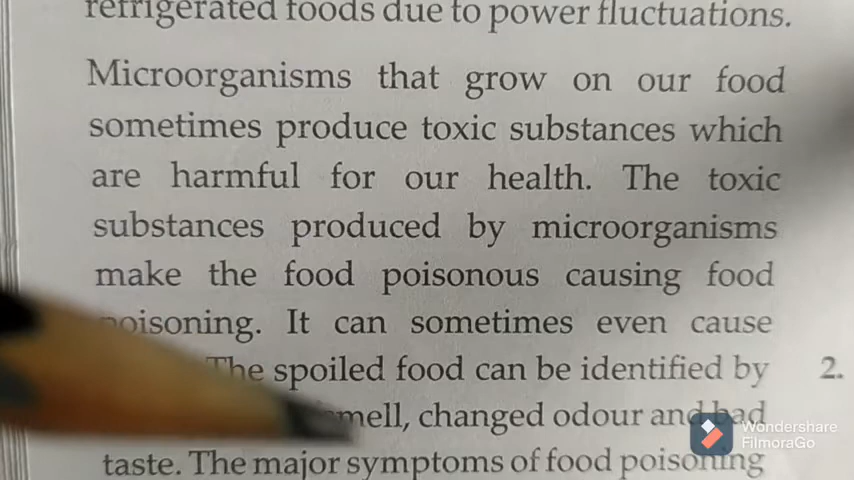 refrigerated foods due to power fluctuations.
Microorganisms that grow on our food
sometimes produce toxic substances which
are harmful for our health. The toxic
substances produced by microorganisms
make the food poisonous causing food
poisoning. It can sometimes even cause
The spoiled food can be identified by 2.
smell, changed odour and bad
taste. The major symptoms of food poisoning
Wondershare
FilmoraGo